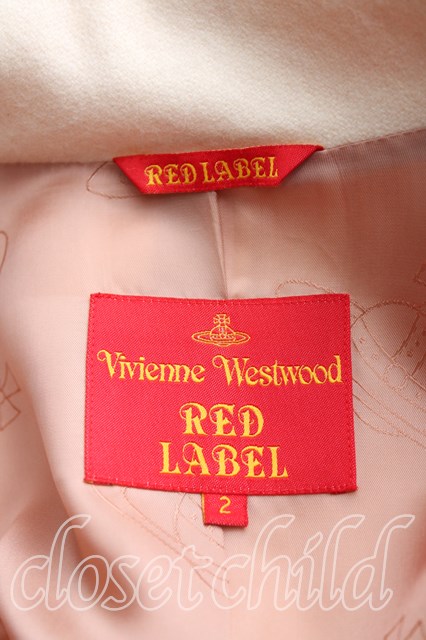 RED LABEL
Vivienne Westwood
RED
LABEL
2
closetchild